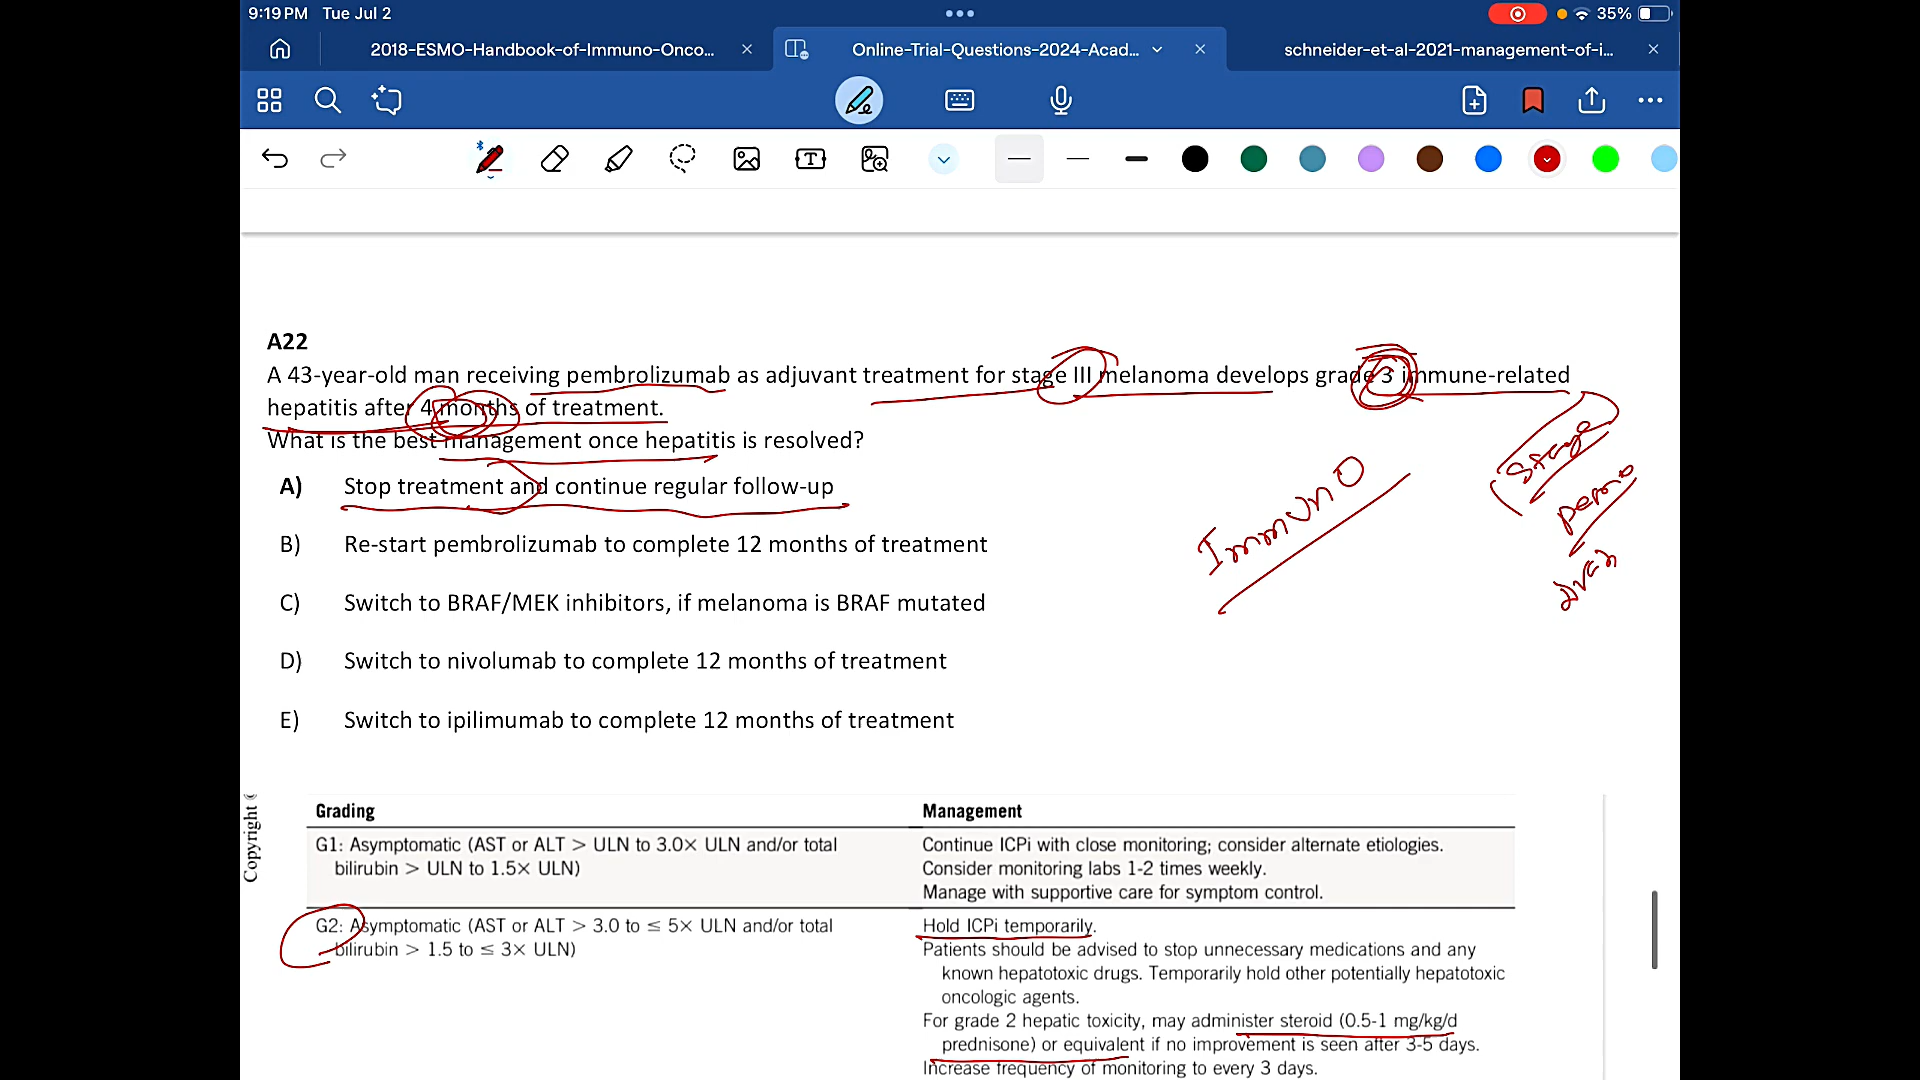 9:19 PM Tue Jul 2
35%
2018-ESMO-Handbook-of-Immuno-Onco...
Online-Trial-Questions-2024-Acad...
schneider-et-al-2021-management-of-i...
A22
A 43-year-old man receiving pembrolizumab as adjuvant treatment for stage III melanoma develops grade 3 immune-related
hepatitis after 4 months of treatment.
What is the best management once hepatitis is resolved?
A) Stop treatment and continue regular follow-up
B) Re-start pembrolizumab to complete 12 months of treatment
C) Switch to BRAF/MEK inhibitors, if melanoma is BRAF mutated
D) Switch to nivolumab to complete 12 months of treatment
E) Switch to ipilimumab to complete 12 months of treatment
Immuno
Stage
Copyright
Grading Management
G1: Asymptomatic (AST or ALT > ULN to 3.0× ULN and/or total
bilirubin > ULN to 1.5× ULN)
Continue ICPi with close monitoring; consider alternate etiologies.
Consider monitoring labs 1-2 times weekly.
Manage with supportive care for symptom control.
G2: Asymptomatic (AST or ALT > 3.0 to ≤ 5× ULN and/or total
bilirubin > 1.5 to ≤ 3× ULN)
Hold ICPi temporarily.
Patients should be advised to stop unnecessary medications and any
known hepatotoxic drugs. Temporarily hold other potentially hepatotoxic
oncologic agents.
For grade 2 hepatic toxicity, may administer steroid (0.5-1 mg/kg/d
prednisone) or equivalent if no improvement is seen after 3-5 days.
Increase frequency of monitoring to every 3 days.